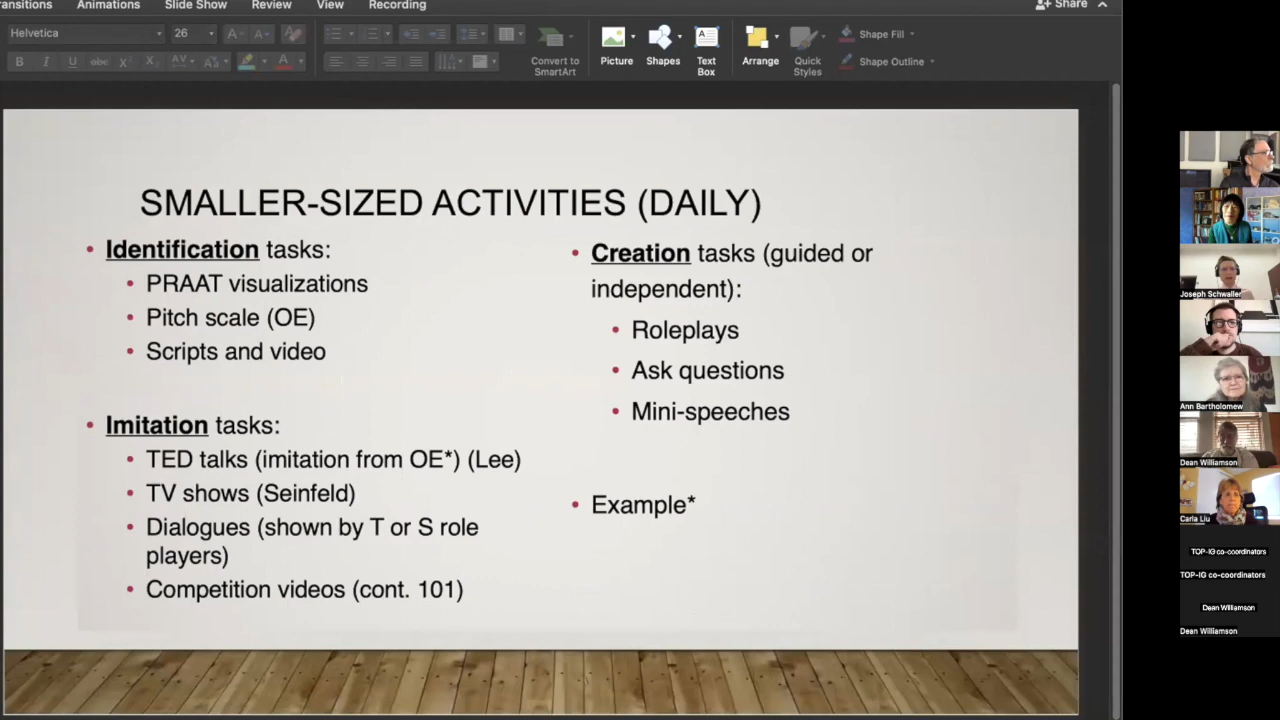 ransitions Animations Slide Show Review View Recording Share
Helvetica 26
Convert to
SmartArt
Picture Shapes Text
Box
Arrange Quick
Styles
Shape Fill
Shape Outline
SMALLER-SIZED ACTIVITIES (DAILY)
• Identification tasks:
• PRAAT visualizations
• Pitch scale (OE)
• Scripts and video
• Imitation tasks:
• TED talks (imitation from OE*) (Lee)
• TV shows (Seinfeld)
• Dialogues (shown by T or S role
players)
• Competition videos (cont. 101)
• Creation tasks (guided or
independent):
• Roleplays
• Ask questions
• Mini-speeches
• Example*
Joseph Schwaller
Ann Bartholomew
Dean Williamson
Carla Liu
TOP-IG co-coordinators
TOP-IG co-coordinators
Dean Williamson
Dean Williamson